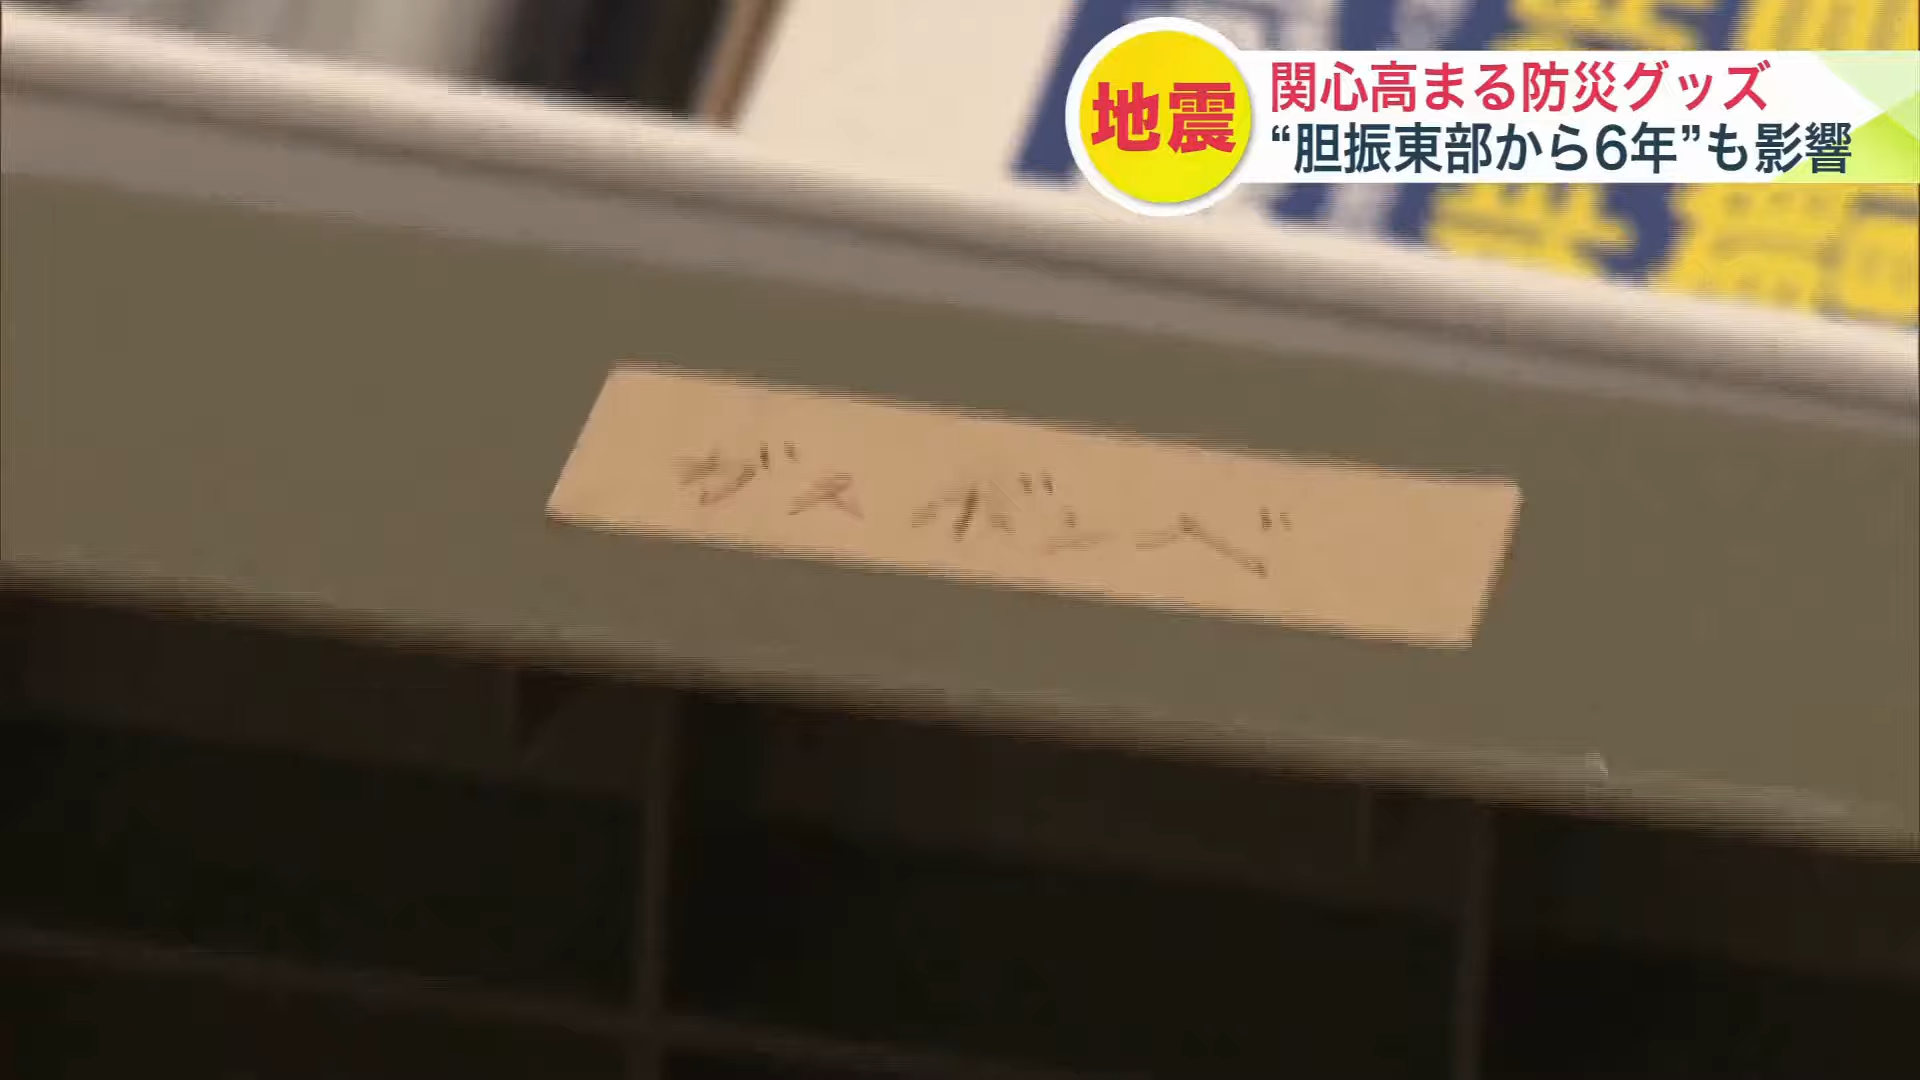 地震
関心高まる防災グッズ
“胆振東部から6年”も影響
ガスボンベ